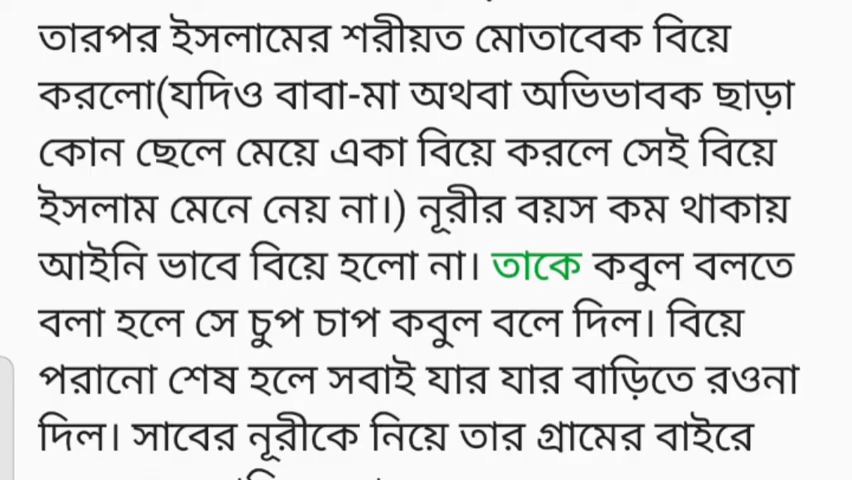 তারপর ইসলামের শরীয়ত মোতাবেক বিয়ে
করলো(যদিও বাবা-মা অথবা অভিভাবক ছাড়া
কোন ছেলে মেয়ে একা বিয়ে করলে সেই বিয়ে
ইসলাম মেনে নেয় না।) নূরীর বয়স কম থাকায়
আইনি ভাবে বিয়ে হলো না। তাকে কবুল বলতে
বলা হলে সে চুপ চাপ কবুল বলে দিল। বিয়ে
পরানো শেষ হলে সবাই যার যার বাড়িতে রওনা
দিল। সাবের নূরীকে নিয়ে তার গ্রামের বাইরে